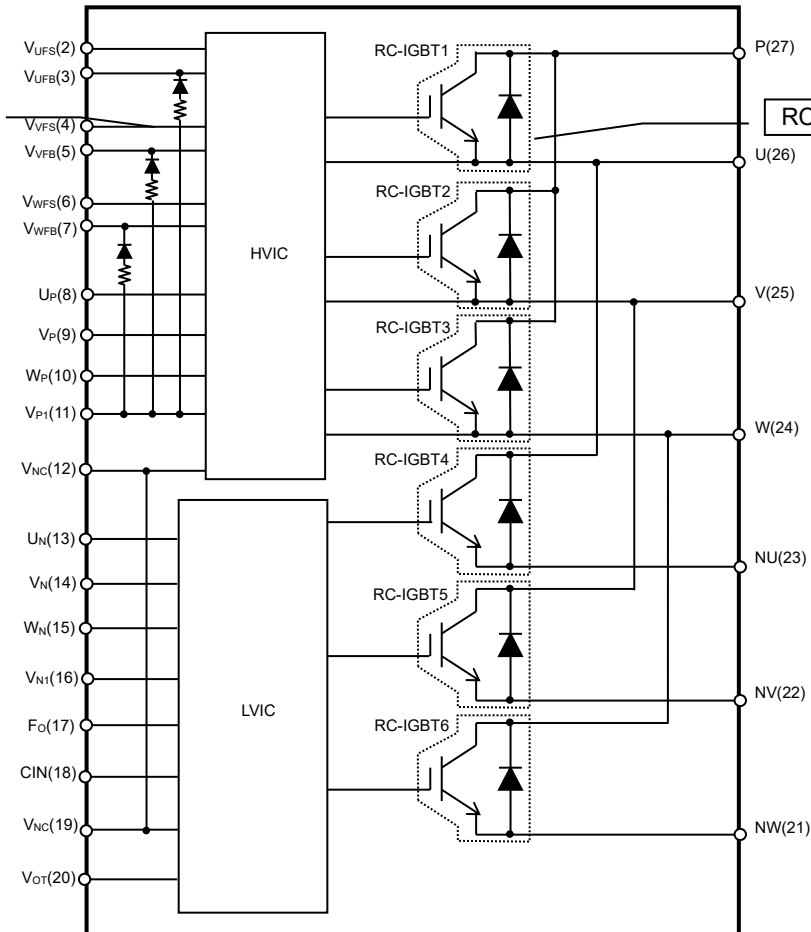 VUFS(2)
VUFB(3)
VVFS(4)
VVFB(5)
VWFS(6)
VWFB(7)
UP(8)
VP(9)
WP(10)
VP1(11)
VNC(12)
UN(13)
VN(14)
WN(15)
VN1(16)
FO(17)
CIN(18)
VNC(19)
VOT(20)
HVIC
LVIC
RC-IGBT1
RC-IGBT2
RC-IGBT3
RC-IGBT4
RC-IGBT5
RC-IGBT6
P(27)
RC
U(26)
V(25)
W(24)
NU(23)
NV(22)
NW(21)